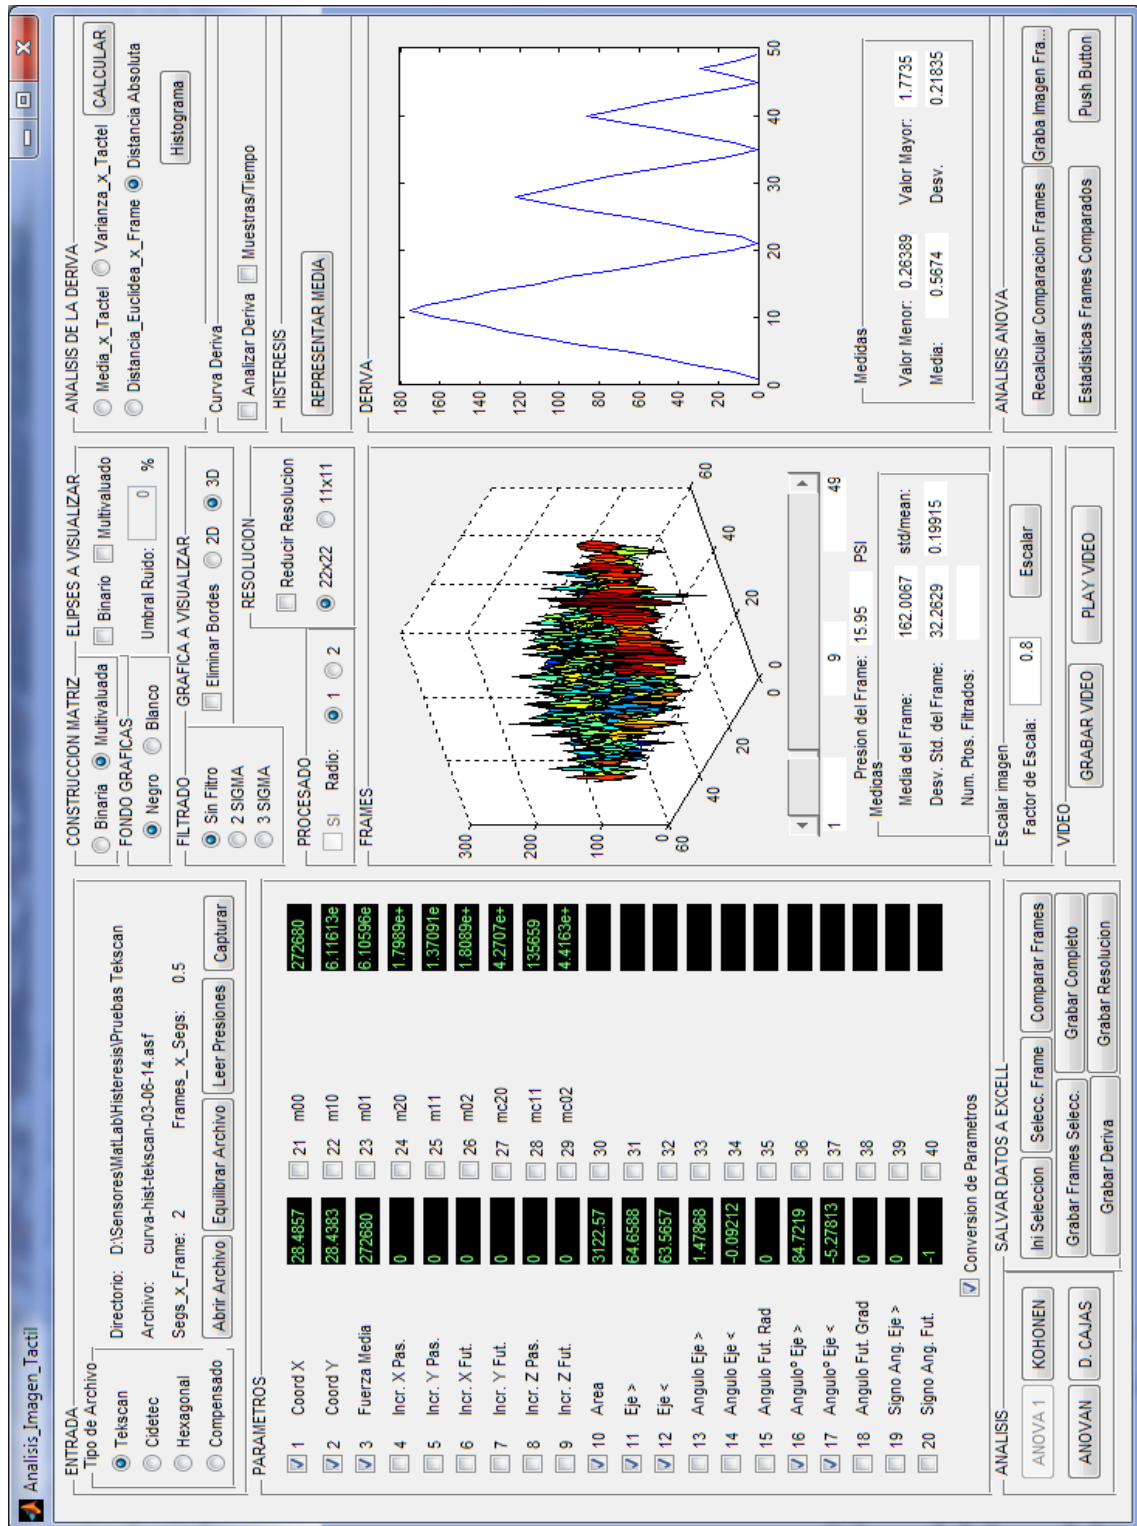 Analisis_Imagen_Tactil
ENTRADA
Tipo de Archivo
Tekscan
Cidetec
Hexagonal
Compensado
Directorio: D:\Sensores\MatLab\Histeresis\Pruebas Tekscan
Archivo: curva-hist-tekscan-03-06-14.asf
Segs_X_Frame: 2 Frames_ X_Segs: 0.5
Abrir Archivo Equilibrar Archivo Leer Presiones Capturar
PARAMETROS
1 Coord X 28.4857 21 m00 272680
2 Coord Y 28.4383 22 m10 6.11613e
3 Fuerza Media 272680 23 m01 6.10596e
4 Incr. X Pas. 0 24 m20 1.7989e+
5 Incr. Y Pas. 0 25 m11 1.37091e
6 Incr. X Fut. 0 26 m02 1.8089e+
7 Incr. Y Fut. 0 27 mc20 4.2707e+
8 Incr. Z Pas. 0 28 mc11 135659
9 Incr. Z Fut. 0 29 mc02 4.4163e+
10 Area 3122.57 30
11 Eje > 64.6588 31
12 Eje < 63.5657 32
13 Angulo Eje > 1.47868 33
14 Angulo Eje < -0.09212 34
15 Angulo Fut. Rad 0 35
16 Anguloº Eje > 84.7219 36
17 Anguloº Eje < -5.27813 37
18 Angulo Fut. Grad 0 38
19 Signo Ang. Eje > 0 39
20 Signo Ang. Fut. -1 40
Conversion de Parametros
ANALISIS
ANOVA 1 KOHONEN
ANOVAN D. CAJAS
SALVAR DATOS A EXCELL
Ini Seleccion Selecc. Frame Comparar Frames
Grabar Frames Selecc. Grabar Completo
Grabar Deriva Grabar Resolucion
CONSTRUCCION MATRIZ
Binaria Multivaluada
FONDO GRAFICAS
Negro Blanco
ELIPSES A VISUALIZAR
Binario Multivaluado
Umbral Ruido: 0 %
FILTRADO
Sin Filtro
2 SIGMA
3 SIGMA
GRAFICA A VISUALIZAR
Eliminar Bordes 2D 3D
PROCESADO
SI Radio: 1 2
RESOLUCION
Reducir Resolucion
22x22 11x11
FRAMES
300
200
100
0
60
40
20
0
0
20
40
60
1 9 49
Presion del Frame: 15.95 PSI
Medidas
Media del Frame: 162.0067 std/mean:
Desv. Std. del Frame: 32.2629 0.19915
Num. Ptos. Filtrados:
Escalar imagen
Factor de Escala: 0.8 Escalar
VIDEO
GRABAR VIDEO PLAY VIDEO
ANALISIS DE LA DERIVA
Media_x_Tactel Varianza_x_Tactel CALCULAR
Distancia_Euclidea_x_Frame Distancia Absoluta
Histograma
Curva Deriva
Analizar Deriva Muestras/Tiempo
HISTERESIS
REPRESENTAR MEDIA
DERIVA
180
160
140
120
100
80
60
40
20
0
0 10 20 30 40 50
Medidas
Valor Menor: 0.26389 Valor Mayor: 1.7735
Media: 0.5674 Desv. 0.21835
ANALISIS ANOVA
Recalcular Comparacion Frames Graba Imagen Fra...
Estadisticas Frames Comparados Push Button